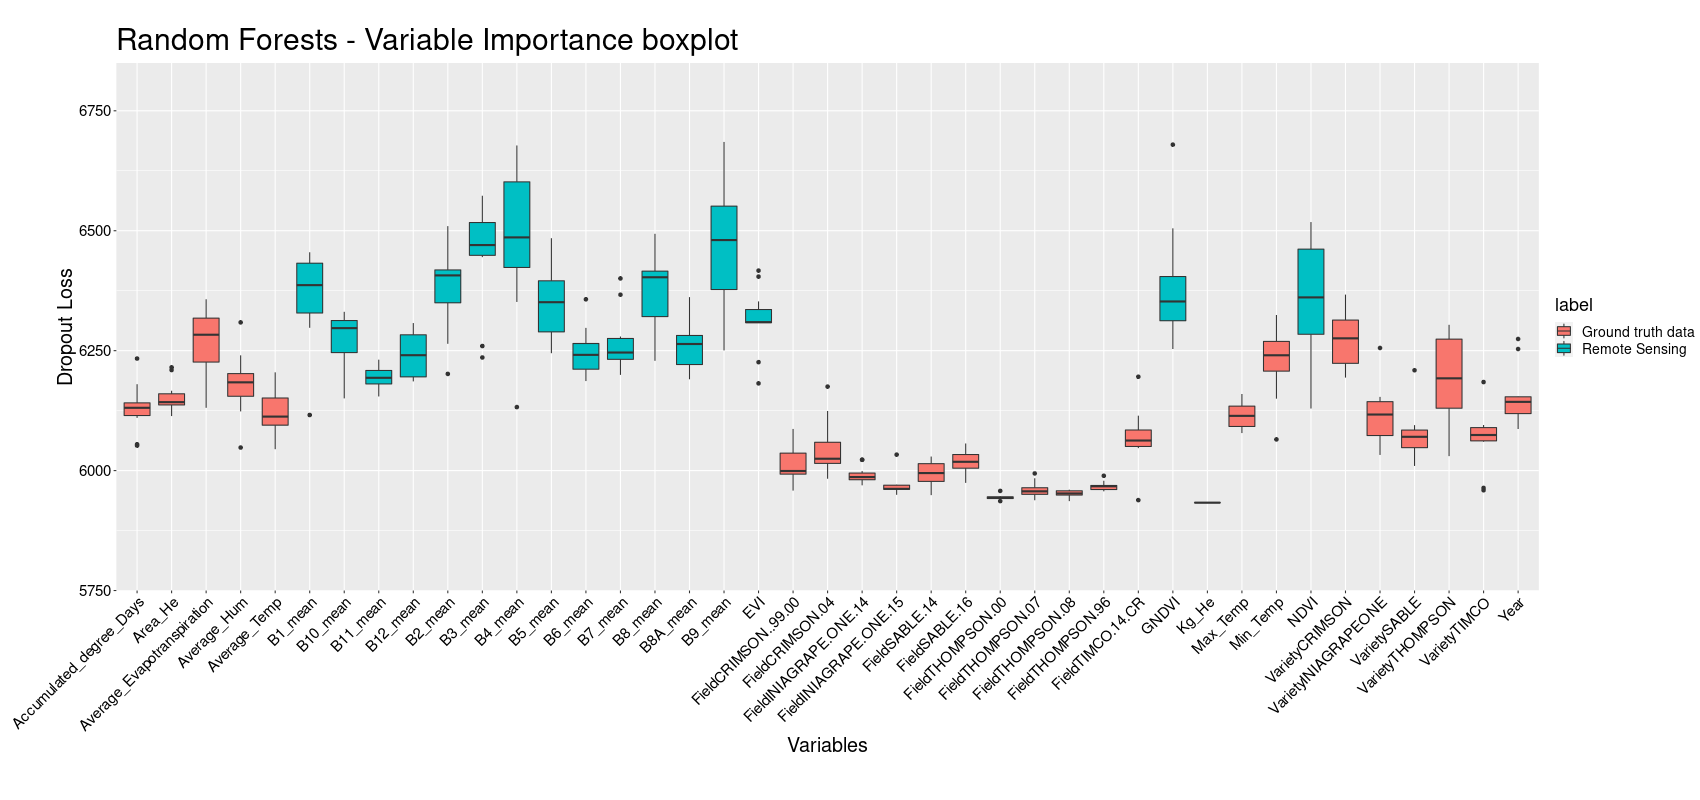 Random Forests - Variable Importance boxplot
Dropout Loss
6750
6500
6250
6000
5750
Accumulated_degree_Days
Area_He
Average_Evapotranspiration
Average_Hum
Average_Temp
B1_mean
B10_mean
B11_mean
B12_mean
B2_mean
B3_mean
B4_mean
B5_mean
B6_mean
B7_mean
B8_mean
B8A_mean
B9_mean
EVI
FieldCRIMSON..99.00
FieldCRIMSON.04
FieldINIAGRAPE.ONE.14
FieldINIAGRAPE.ONE.15
FieldSABLE.14
FieldSABLE.16
FieldTHOMPSON.00
FieldTHOMPSON.07
FieldTHOMPSON.08
FieldTHOMPSON.96
FieldTIMCO.14.CR
GNDVI
Kg_He
Max_Temp
Min_Temp
NDVI
VarietyCRIMSON
VarietyINIAGRAPEONE
VarietySABLE
VarietyTHOMPSON
VarietyTIMCO
Year
Variables
label
Ground truth data
Remote Sensing